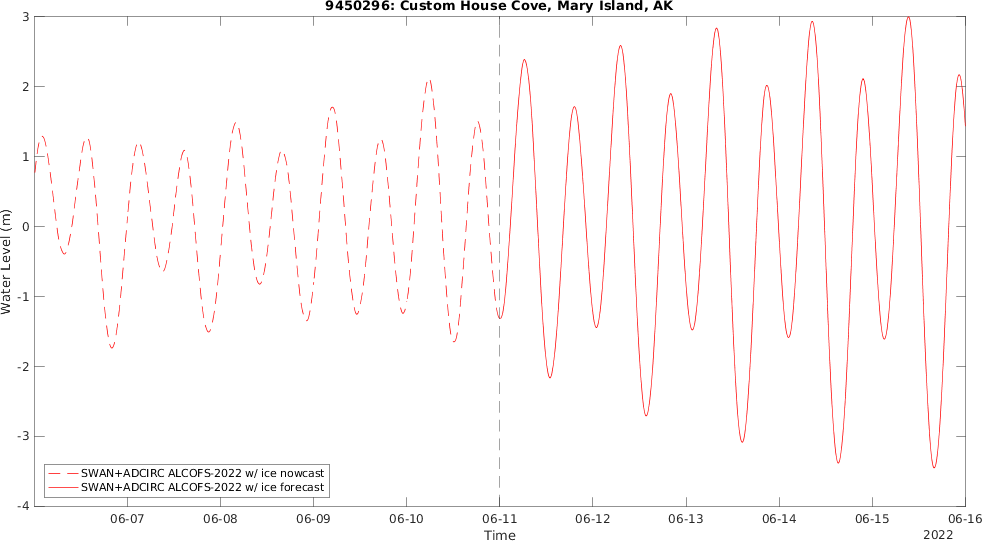 9450296: Custom House Cove, Mary Island, AK
3
2
1
0
-1
-2
-3
-4
Water Level (m)
SWAN+ADCIRC ALCOFS-2022 w/ ice nowcast
SWAN+ADCIRC ALCOFS-2022 w/ ice forecast
06-07 06-08 06-09 06-10 06-11 06-12 06-13 06-14 06-15 06-16
Time
2022